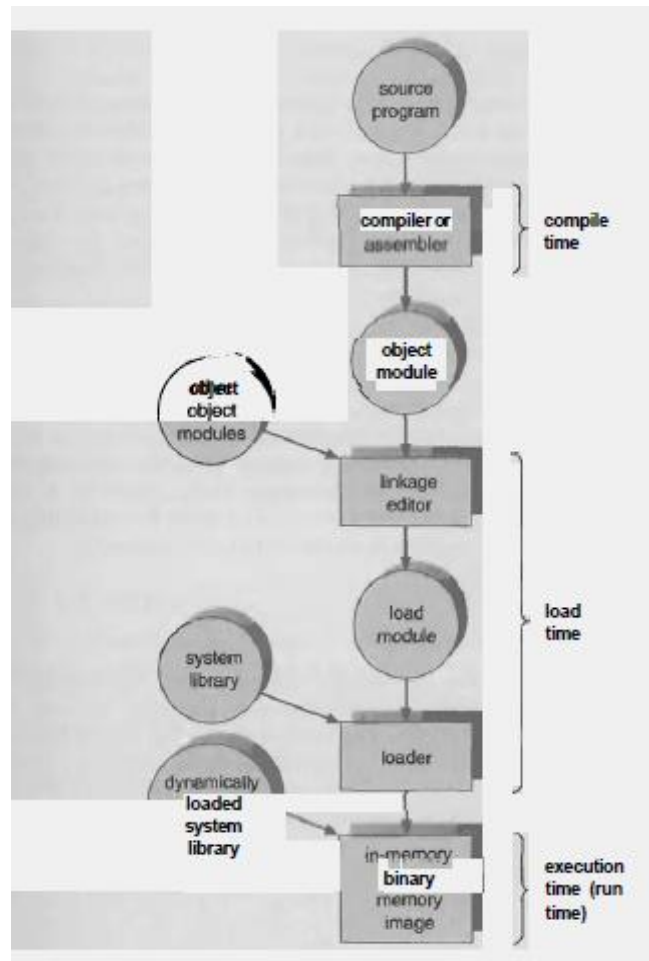 source
program
compiler or
assembler
compile
time
object
module
object
modules
linkage
editor
load
module
load
time
system
library
loader
dynamically
loaded
system
library
in-memory
binary
memory
image
execution
time (run
time)